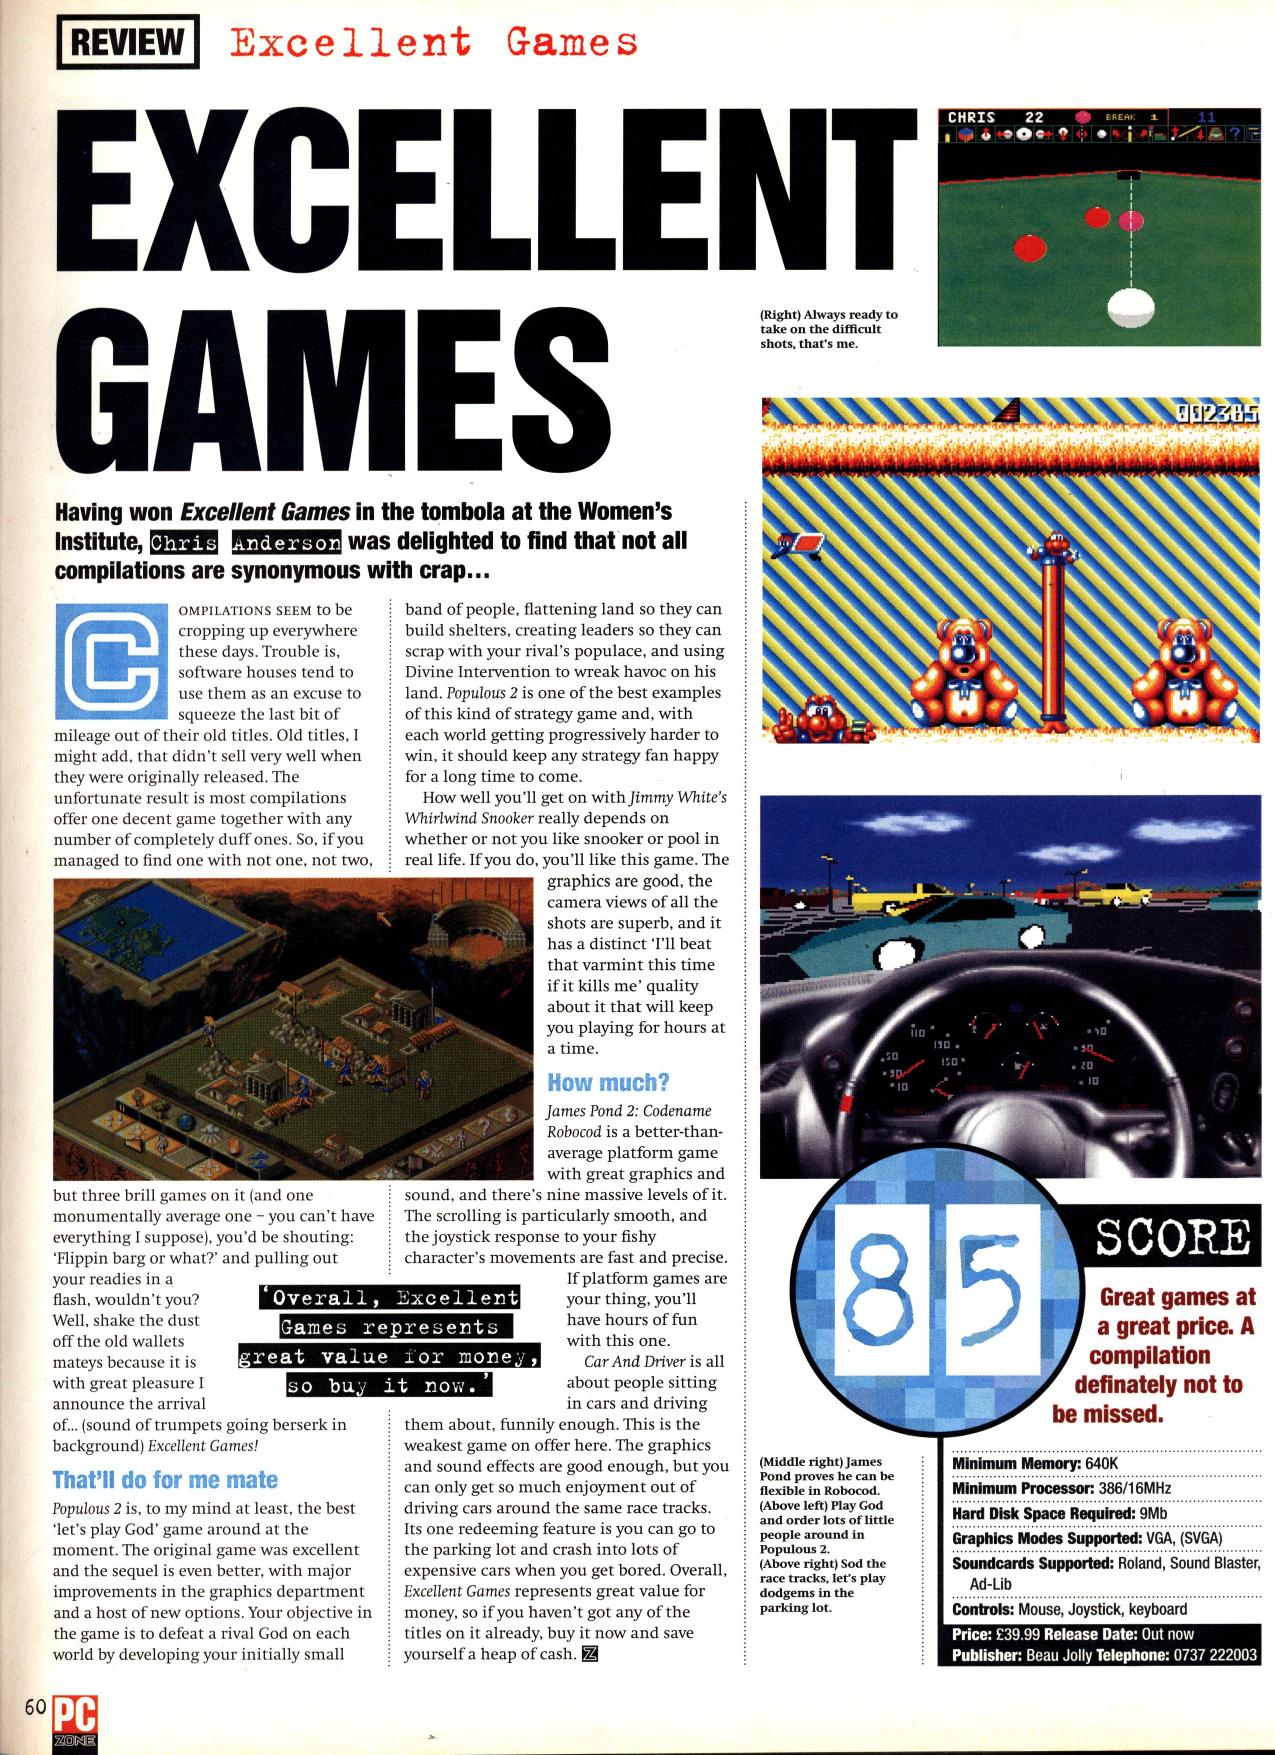 REVIEW Excellent Games
EXCELLENT
GAMES
Having won Excellent Games in the tombola at the Women's
Institute, Chris Anderson was delighted to find that not all
compilations are synonymous with crap...
COMPILATIONS SEEM to be
cropping up everywhere
these days. Trouble is,
software houses tend to
use them as an excuse to
squeeze the last bit of
mileage out of their old titles. Old titles, I
might add, that didn't sell very well when
they were originally released. The
unfortunate result is most compilations
offer one decent game together with any
number of completely duff ones. So, if you
managed to find one with not one, not two,
but three brill games on it (and one
monumentally average one – you can't have
everything I suppose), you'd be shouting:
'Flippin barg or what?' and pulling out
your readies in a
flash, wouldn't you?
Well, shake the dust
off the old wallets
mateys because it is
with great pleasure I
announce the arrival
of... (sound of trumpets going berserk in
background) Excellent Games!
That'll do for me mate
Populous 2 is, to my mind at least, the best
'let's play God' game around at the
moment. The original game was excellent
and the sequel is even better, with major
improvements in the graphics department
and a host of new options. Your objective in
the game is to defeat a rival God on each
world by developing your initially small
band of people, flattening land so they can
build shelters, creating leaders so they can
scrap with your rival's populace, and using
Divine Intervention to wreak havoc on his
land. Populous 2 is one of the best examples
of this kind of strategy game and, with
each world getting progressively harder to
win, it should keep any strategy fan happy
for a long time to come.
How well you'll get on with Jimmy White's
Whirlwind Snooker really depends on
whether or not you like snooker or pool in
real life. If you do, you'll like this game. The
graphics are good, the
camera views of all the
shots are superb, and it
has a distinct 'I'll beat
that varmint this time
if it kills me' quality
about it that will keep
you playing for hours at
a time.
How much?
James Pond 2: Codename
Robocod is a better-than-
average platform game
with great graphics and
sound, and there's nine massive levels of it.
The scrolling is particularly smooth, and
the joystick response to your fishy
character's movements are fast and precise.
If platform games are
your thing, you'll
have hours of fun
with this one.
Car And Driver is all
about people sitting
in cars and driving
them about, funnily enough. This is the
weakest game on offer here. The graphics
and sound effects are good enough, but you
can only get so much enjoyment out of
driving cars around the same race tracks.
Its one redeeming feature is you can go to
the parking lot and crash into lots of
expensive cars when you get bored. Overall,
Excellent Games represents great value for
money, so if you haven't got any of the
titles on it already, buy it now and save
yourself a heap of cash. Z
'Overall, Excellent
Games represents
great value for money,
so buy it now.'
CHRIS 22 BREAK 1 11
(Right) Always ready to
take on the difficult
shots, that's me.
002385
110
130
150
50
30
10
40
30
20
10
85
SCORE
Great games at
a great price. A
compilation
definately not to
be missed.
(Middle right) James
Pond proves he can be
flexible in Robocod.
(Above left) Play God
and order lots of little
people around in
Populous 2.
(Above right) Sod the
race tracks, let's play
dodgems in the
parking lot.
Minimum Memory: 640K
Minimum Processor: 386/16MHz
Hard Disk Space Required: 9Mb
Graphics Modes Supported: VGA, (SVGA)
Soundcards Supported: Roland, Sound Blaster,
Ad-Lib
Controls: Mouse, Joystick, keyboard
Price: £39.99 Release Date: Out now
Publisher: Beau Jolly Telephone: 0737 222003
60 PC
ZONE